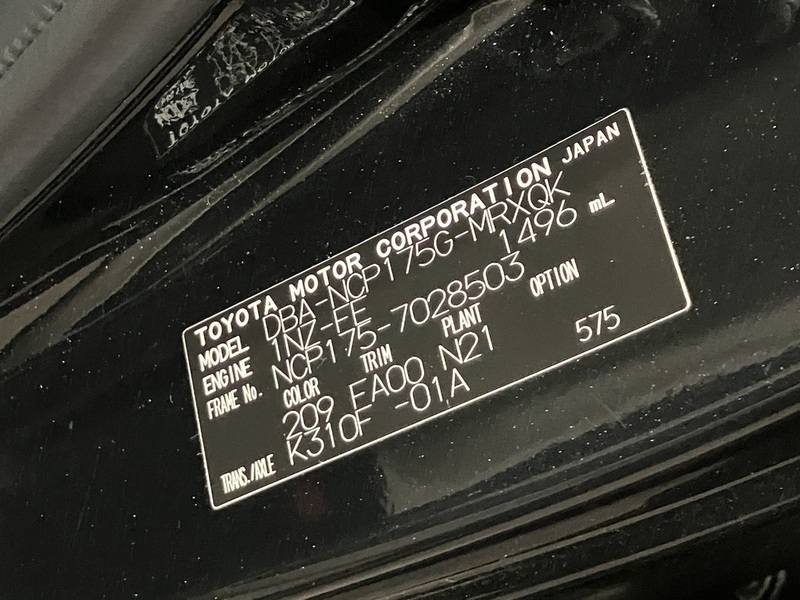 TOYOTA MOTOR CORPORATION JAPAN
MODEL DBA-NCP175G-MRXQK
ENGINE 1NZ-FE 1496 mL
FRAME No. NCP175-7028503
COLOR TRIM PLANT OPTION
209 FA00 N21 575
TRANS./AXLE K310F -01A